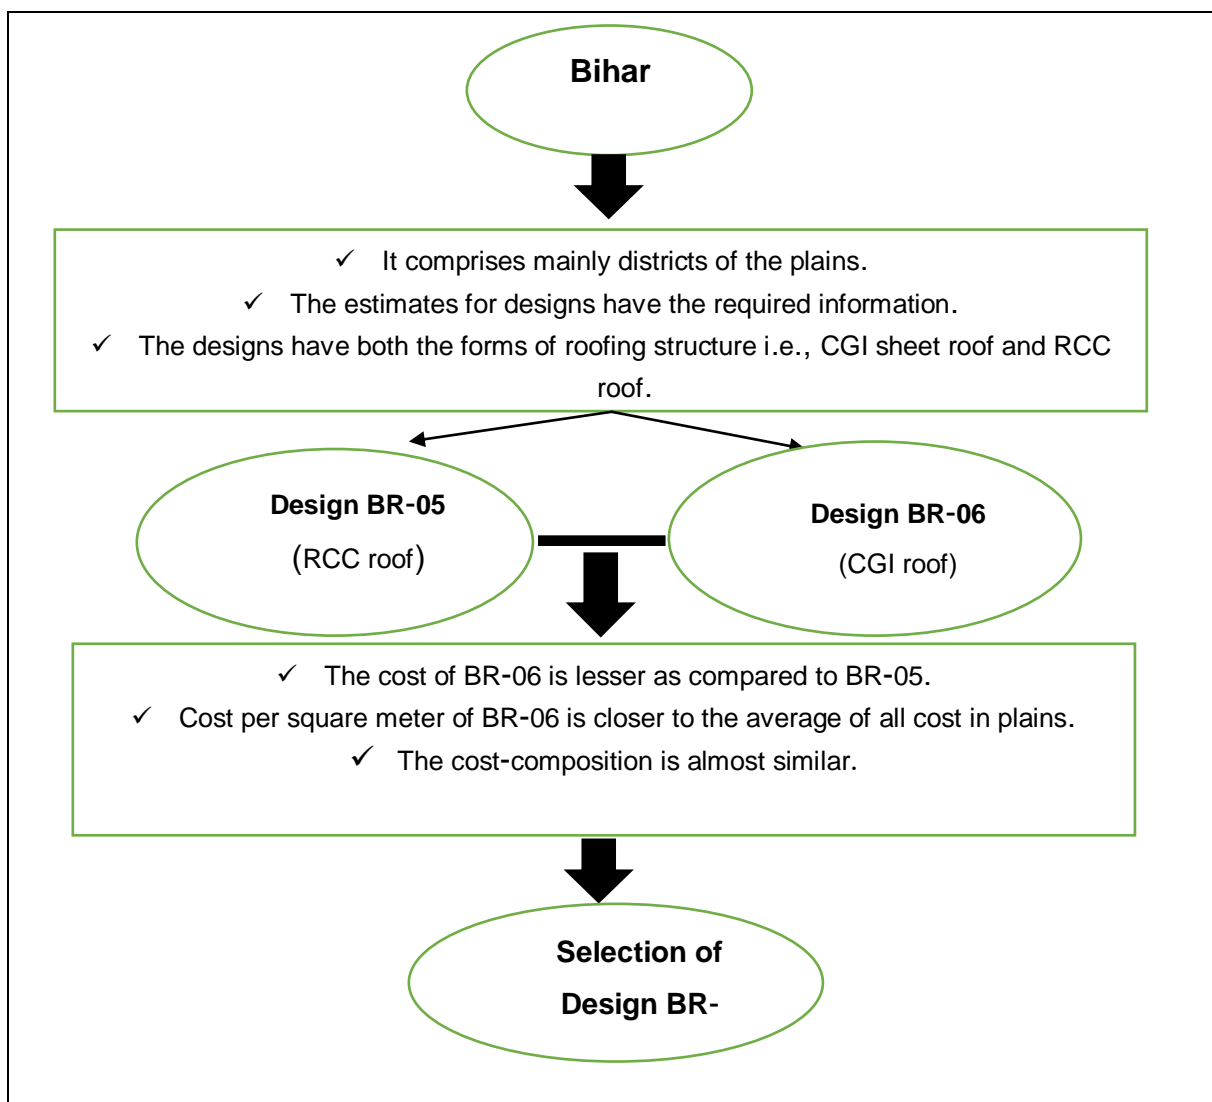 Bihar
✓ It comprises mainly districts of the plains.
✓ The estimates for designs have the required information.
✓ The designs have both the forms of roofing structure i.e., CGI sheet roof and RCC
roof.
Design BR-05
(RCC roof)
Design BR-06
(CGI roof)
✓ The cost of BR-06 is lesser as compared to BR-05.
✓ Cost per square meter of BR-06 is closer to the average of all cost in plains.
✓ The cost-composition is almost similar.
Selection of
Design BR-